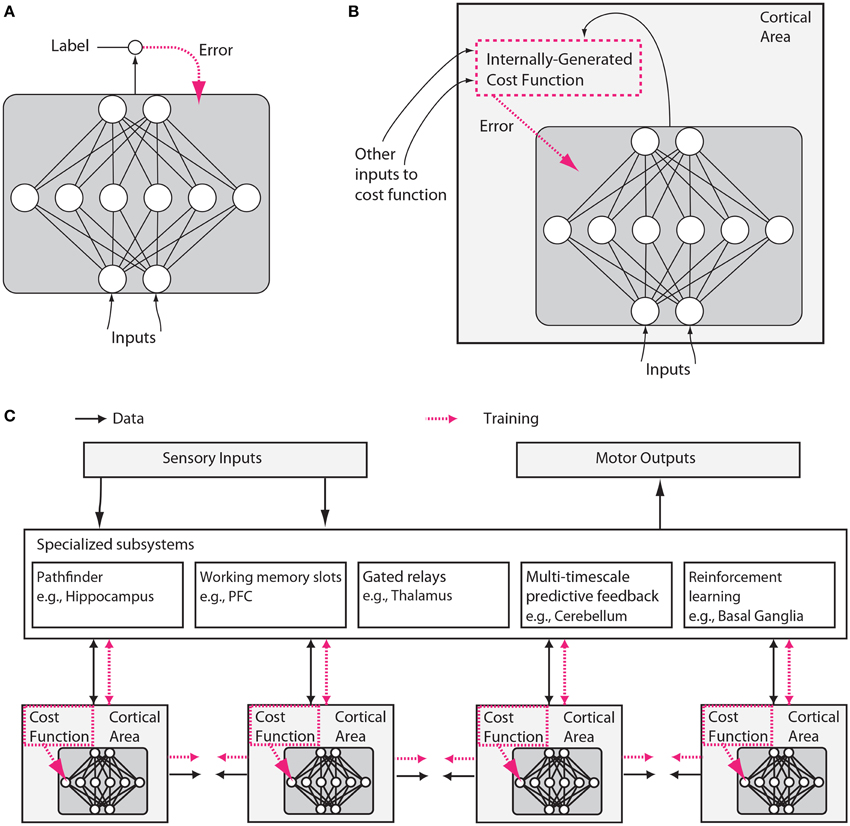 A
Label
Error
Inputs
B
Cortical
Area
Internally-Generated
Cost Function
Error
Other
inputs to
cost function
Inputs
C
Data
Training
Sensory Inputs
Motor Outputs
Specialized subsystems
Pathfinder
e.g., Hippocampus
Working memory slots
e.g., PFC
Gated relays
e.g., Thalamus
Multi-timescale
predictive feedback
e.g., Cerebellum
Reinforcement
learning
e.g., Basal Ganglia
Cost
Function
Cortical
Area
Cost
Function
Cortical
Area
Cost
Function
Cortical
Area
Cost
Function
Cortical
Area